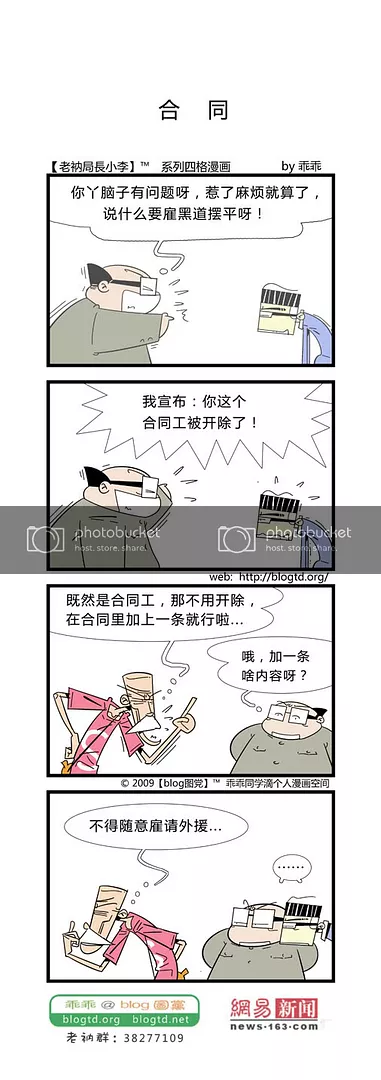 合 同
【老衲局長小李】™ 系列四格漫画 by 乖乖
你丫脑子有问题呀，惹了麻烦就算了，
说什么要雇黑道摆平呀！
我宣布：你这个
合同工被开除了！
photobucket
host. store. share.
photobucket
host. store. share.
web: http://blogtd.org/
既然是合同工，那不用开除，
在合同里加上一条就行啦...
哦，加一条
啥内容呀？
© 2009【blog图党】™ 乖乖同学滴个人漫画空间
不得随意雇请外援...
......
乖乖@blog圖黨
blogtd.org blogtd.net
老衲群：38277109
網易新闻
news·163·com